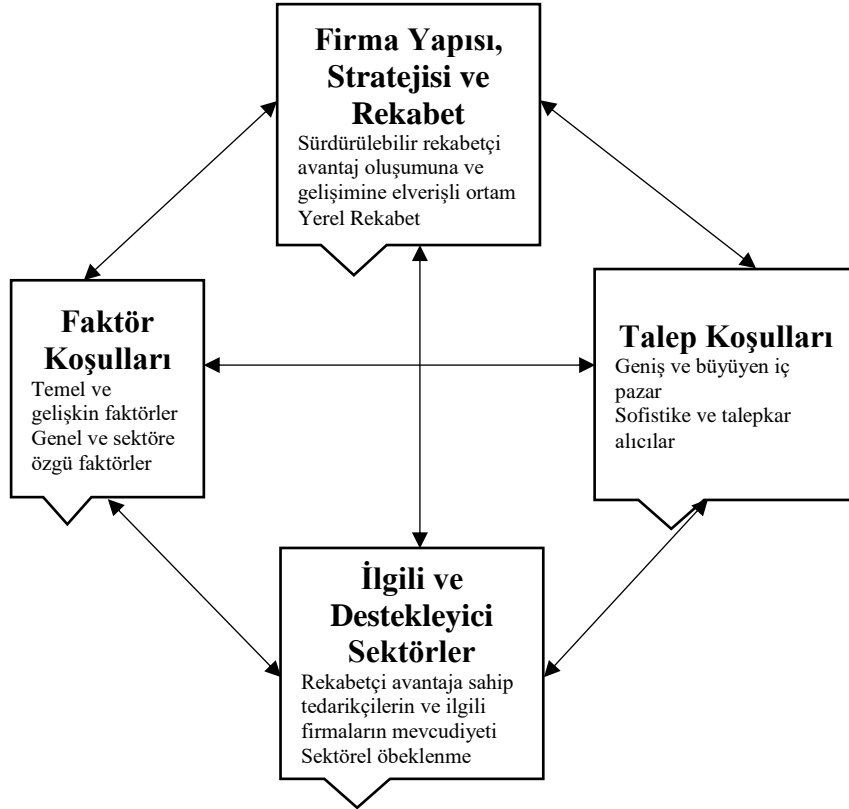 Firma Yapısı,
Stratejisi ve
Rekabet
Sürdürülebilir rekabetçi
avantaj oluşumuna ve
gelişimine elverişli ortam
Yerel Rekabet
Faktör
Koşulları
Temel ve
gelişkin faktörler
Genel ve sektöre
özgü faktörler
Talep Koşulları
Geniş ve büyüyen iç
pazar
Sofistike ve talepkar
alıcılar
İlgili ve
Destekleyici
Sektörler
Rekabetçi avantaja sahip
tedarikçilerin ve ilgili
firmaların mevcudiyeti
Sektörel öbeklenme